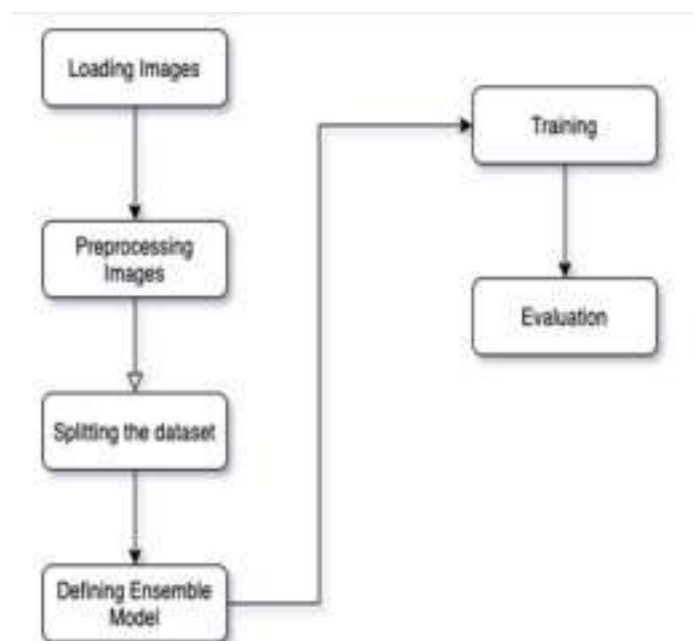 Loading Images
Preprocessing
Images
Splitting the dataset
Defining Ensemble
Model
Training
Evaluation